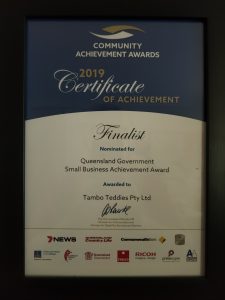 COMMUNITY
ACHIEVEMENT AWARDS
2019
Certificate
OF ACHIEVEMENT
Finalist
Nominated for
Queensland Government
Small Business Achievement Award
Awarded to
Tambo Teddies Pty Ltd
7NEWS
CommonwealthBank
RICOH